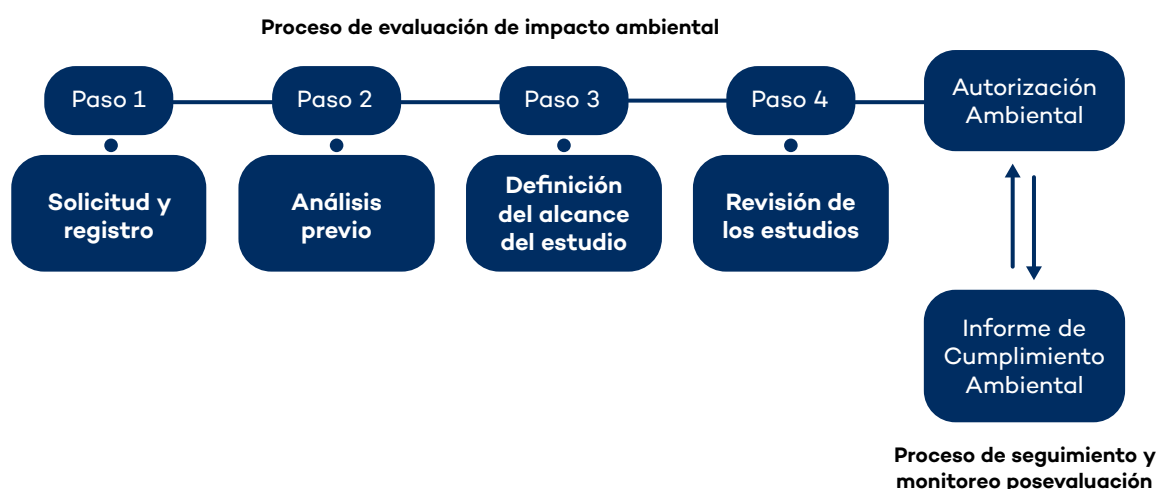 Proceso de evaluación de impacto ambiental
Paso 1
Paso 2
Paso 3
Paso 4
Autorización
Ambiental
Solicitud y
registro
Análisis
previo
Definición
del alcance
del estudio
Revisión de
los estudios
Informe de
Cumplimiento
Ambiental
Proceso de seguimiento y
monitoreo posevaluación